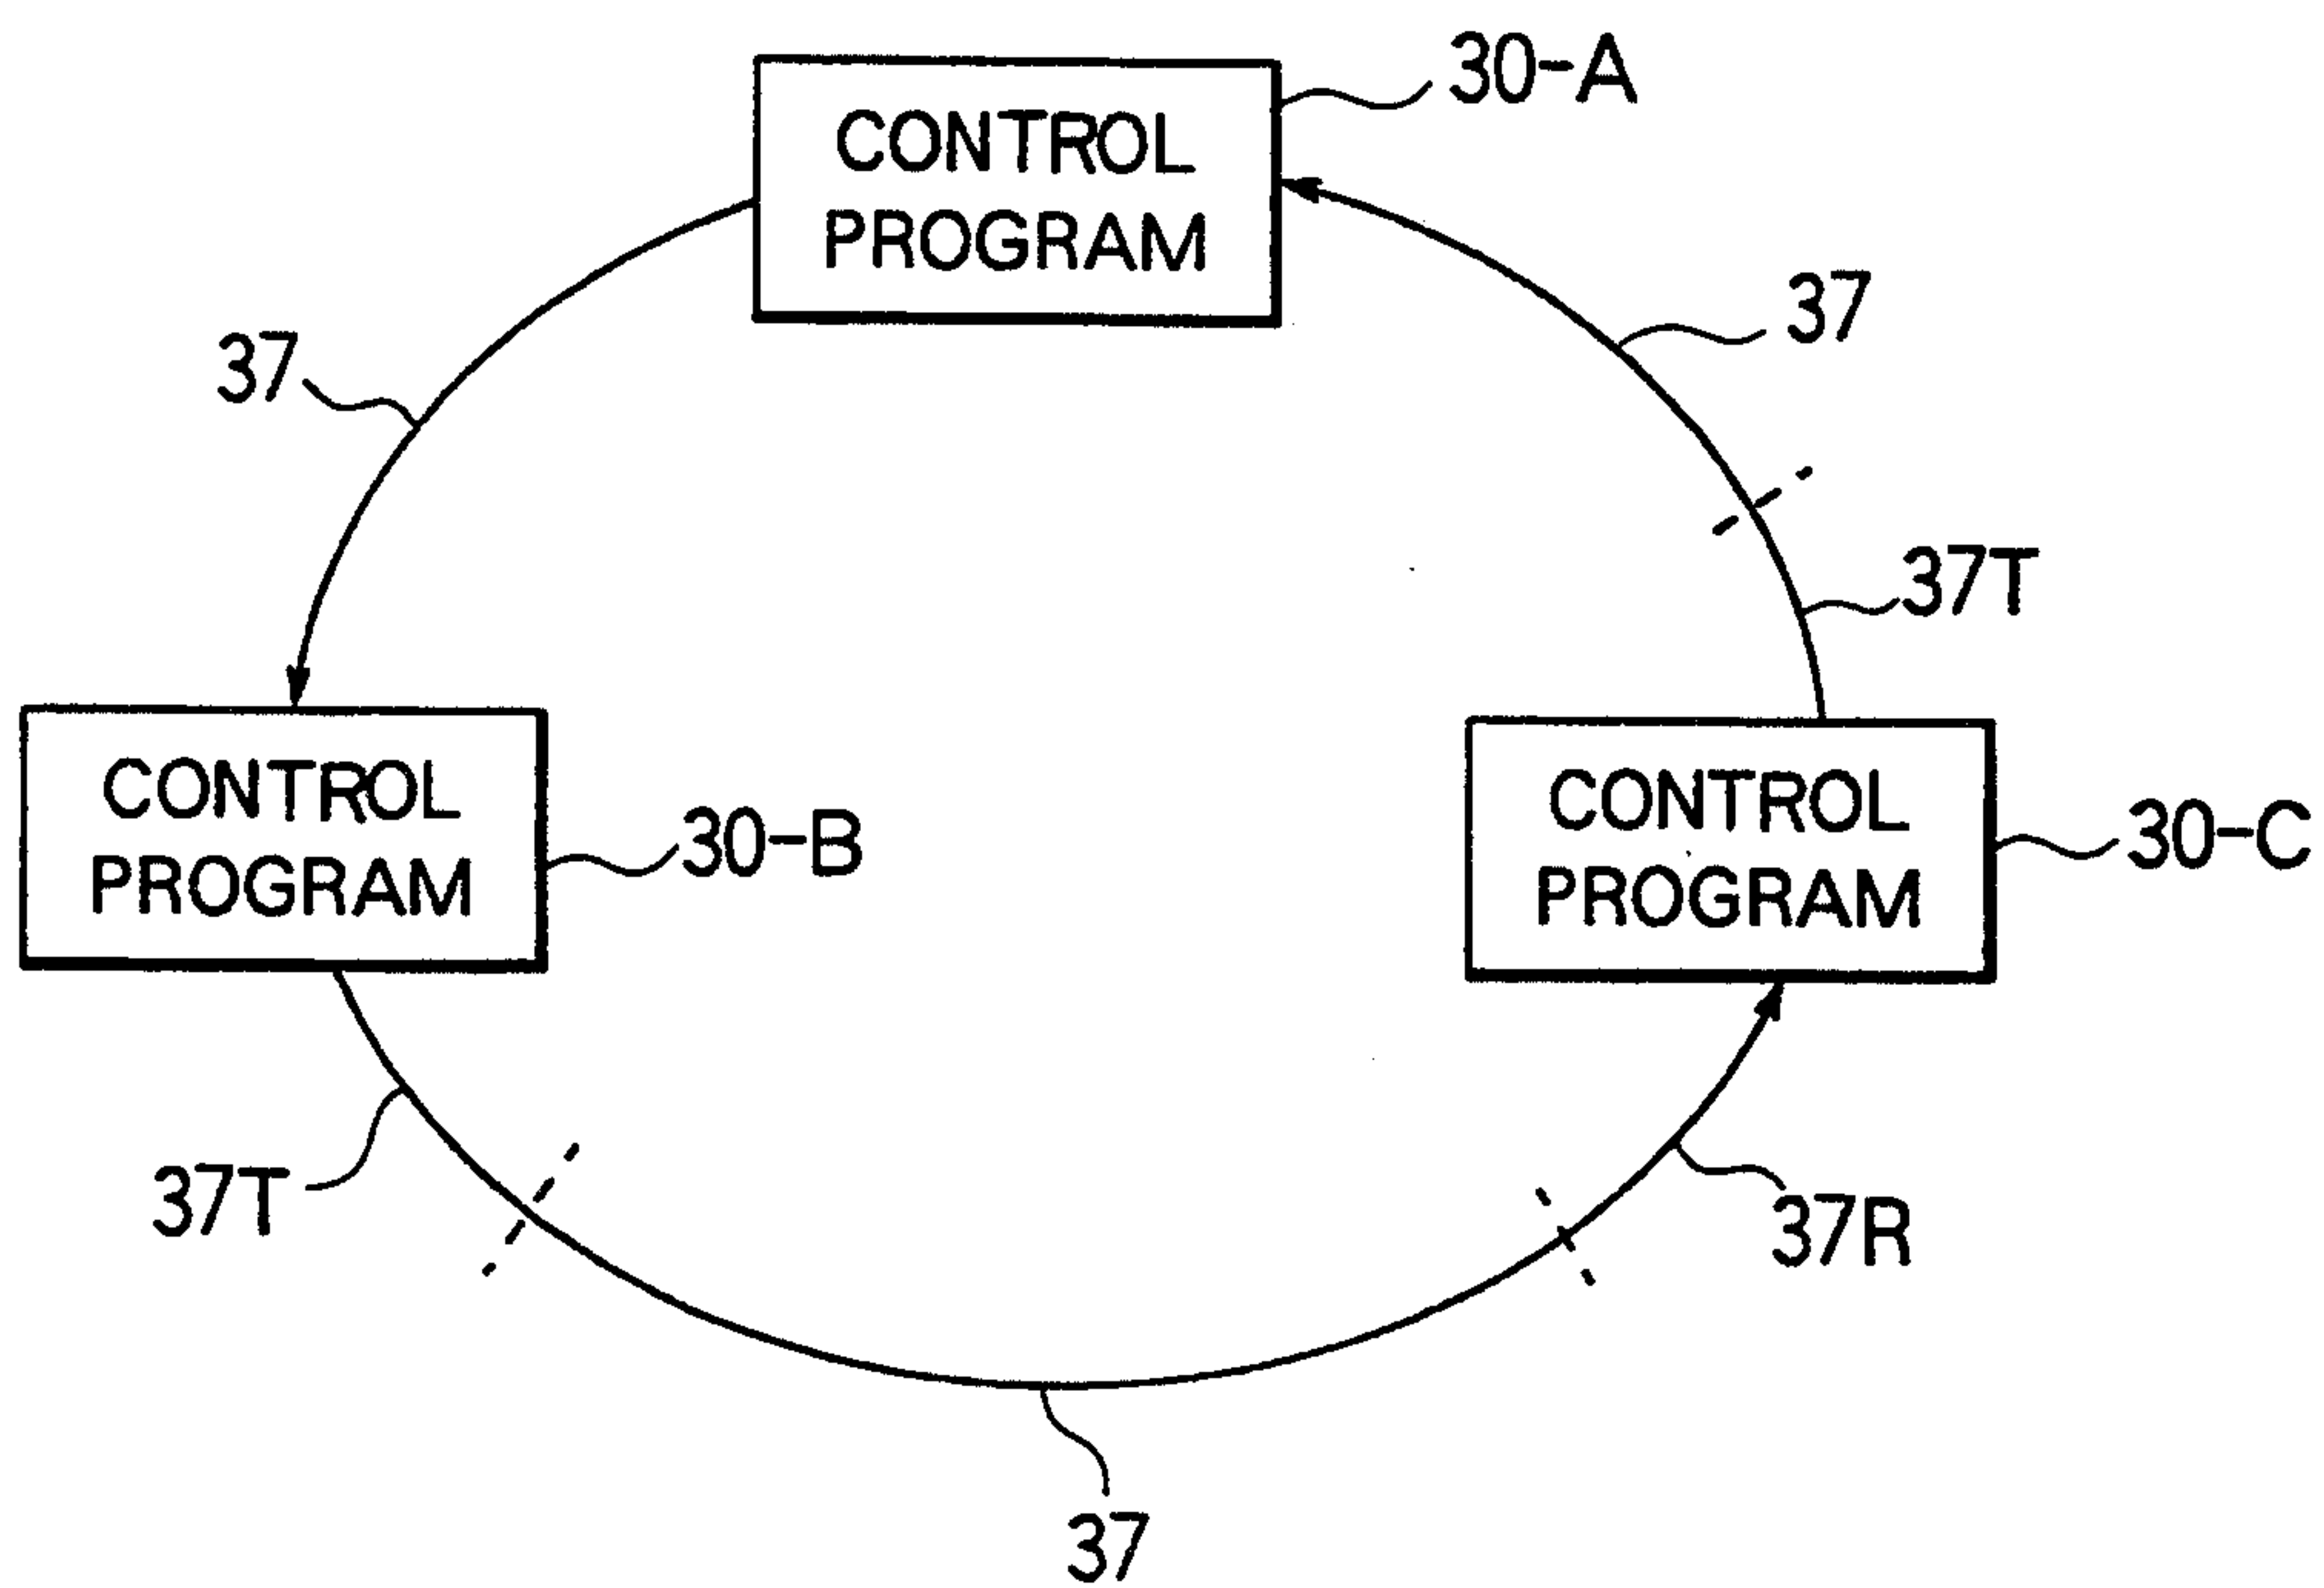 30-A
CONTROL
PROGRAM
37
37
37T
CONTROL
PROGRAM
30-B
CONTROL
PROGRAM
30-C
37T
37R
37